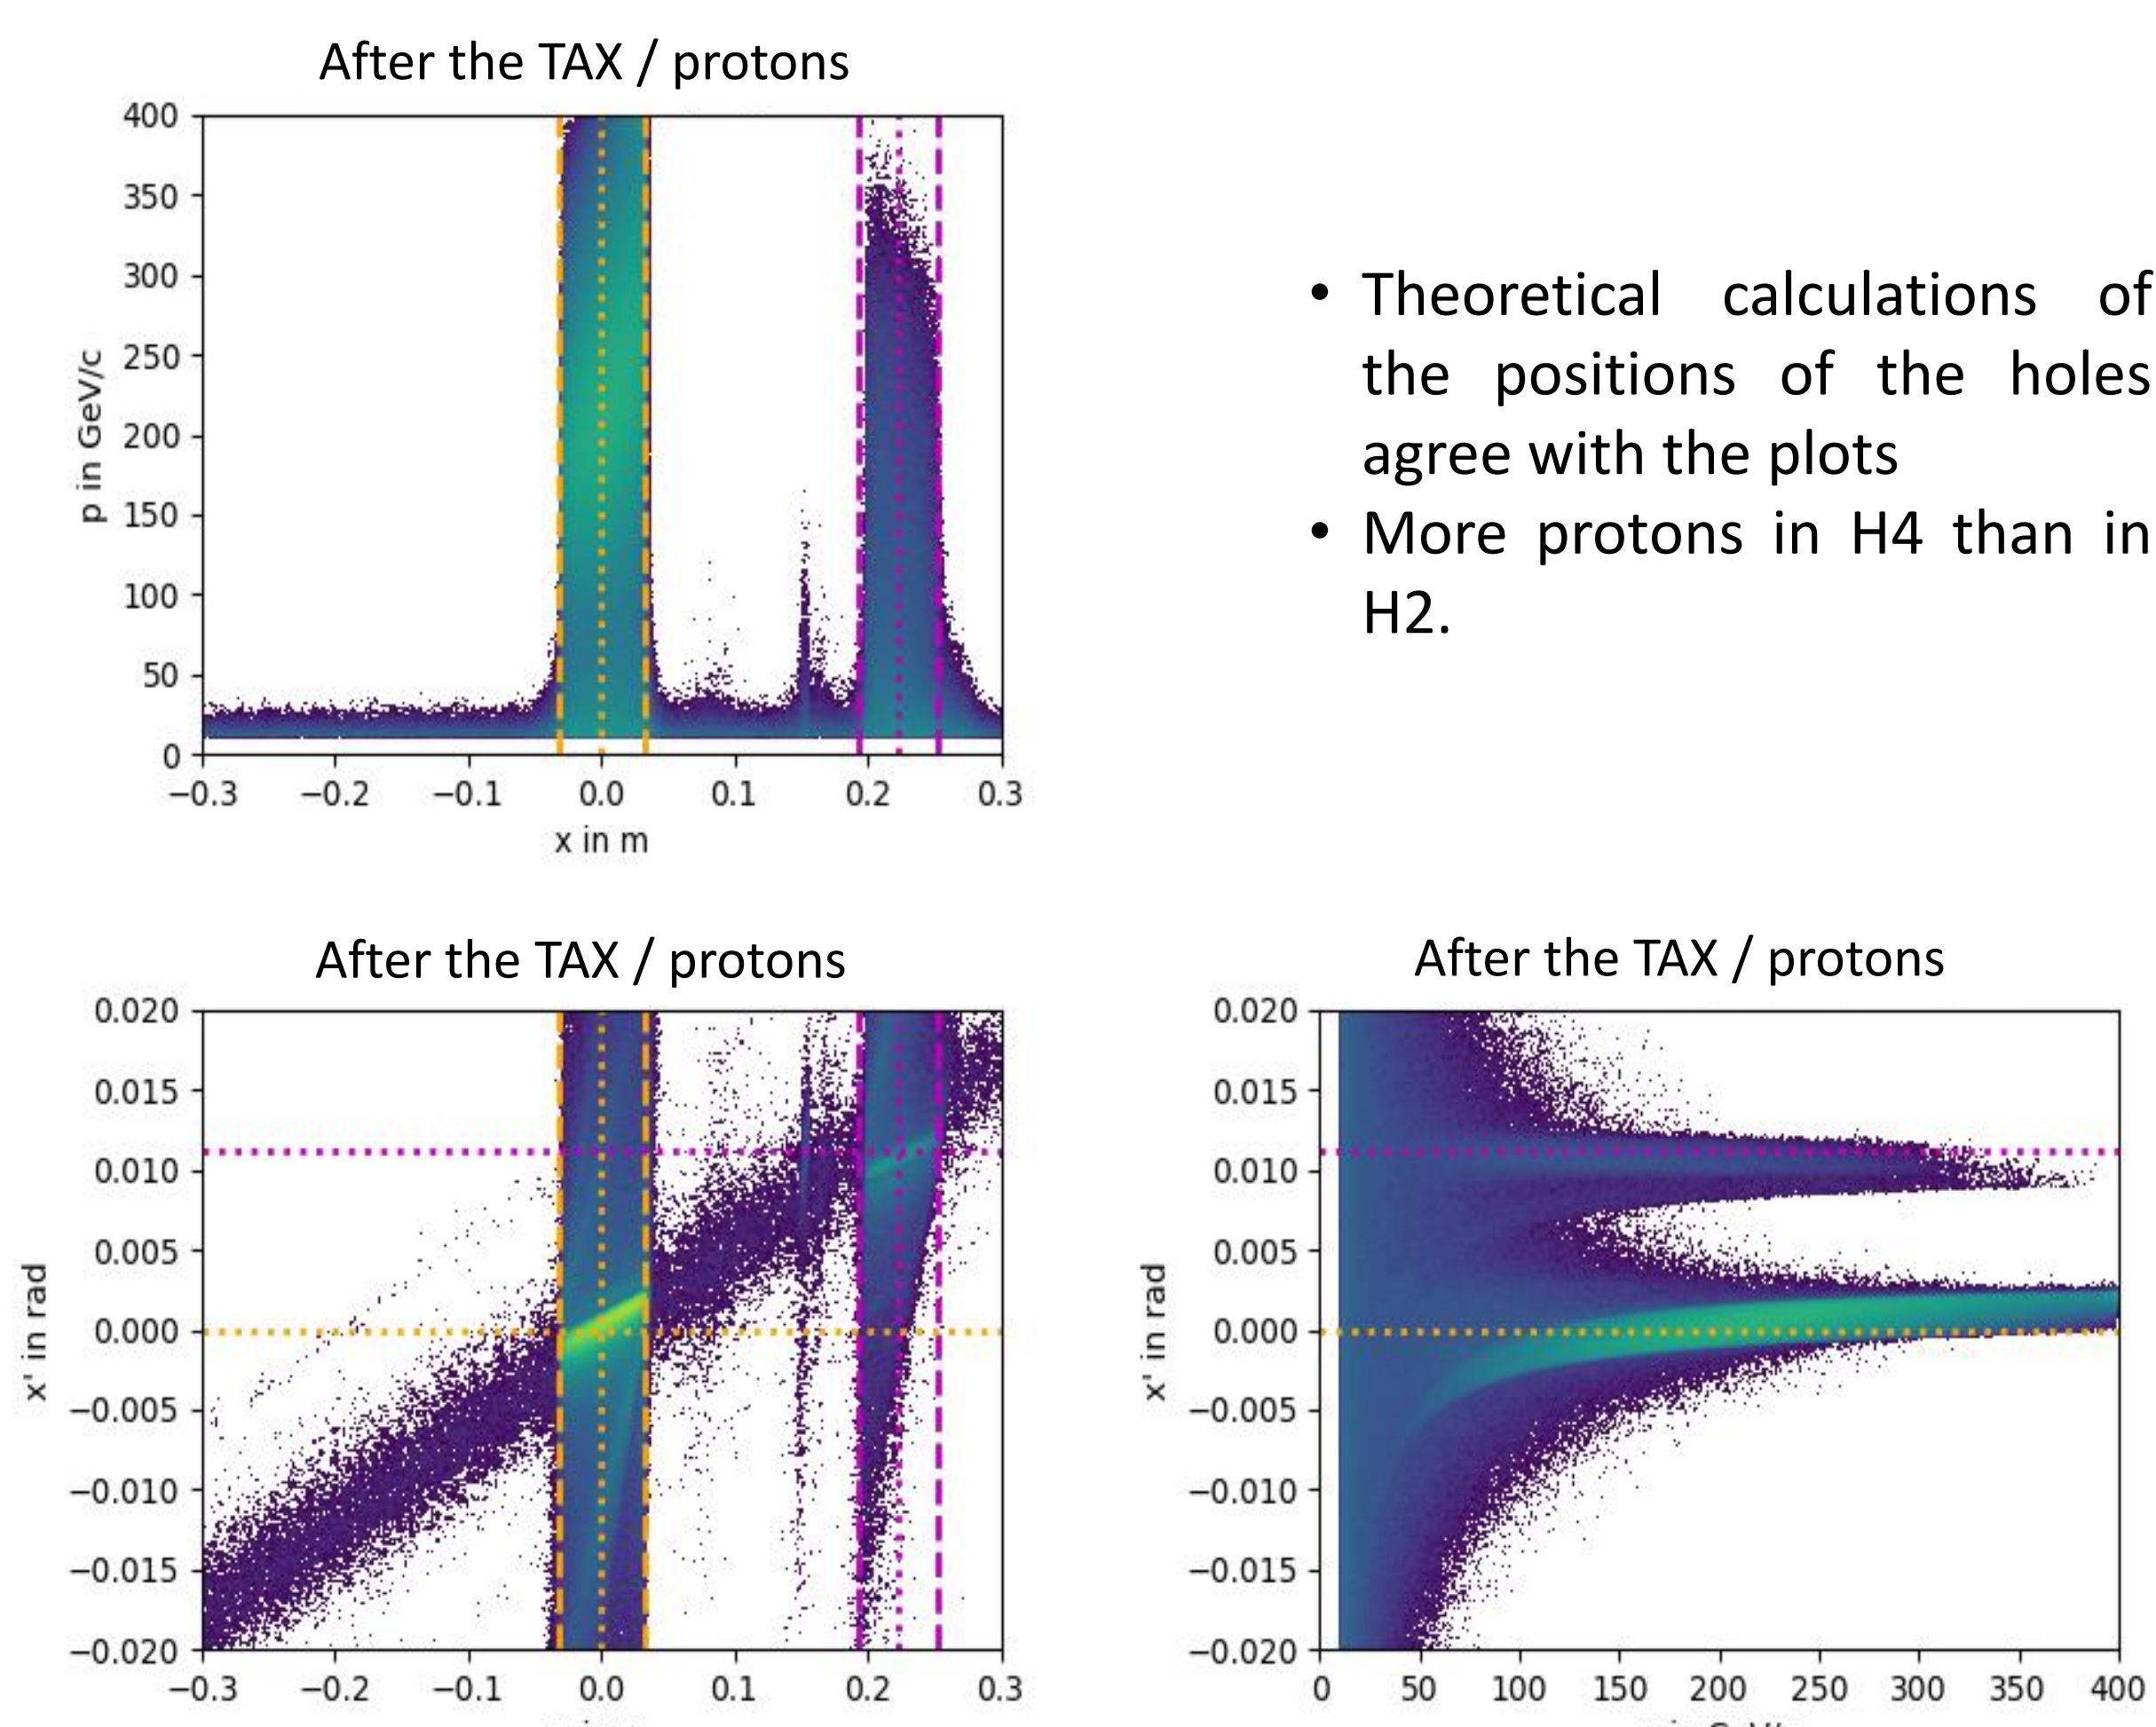 After the TAX / protons
400
350
300
250
200
150
100
50
0
p in GeV/c
−0.3 −0.2 −0.1 0.0 0.1 0.2 0.3
x in m
• Theoretical calculations of
the positions of the holes
agree with the plots
• More protons in H4 than in
H2.
After the TAX / protons
0.020
0.015
0.010
0.005
0.000
−0.005
−0.010
−0.015
−0.020
x' in rad
−0.3 −0.2 −0.1 0.0 0.1 0.2 0.3
After the TAX / protons
0.020
0.015
0.010
0.005
0.000
−0.005
−0.010
−0.015
−0.020
x' in rad
0 50 100 150 200 250 300 350 400